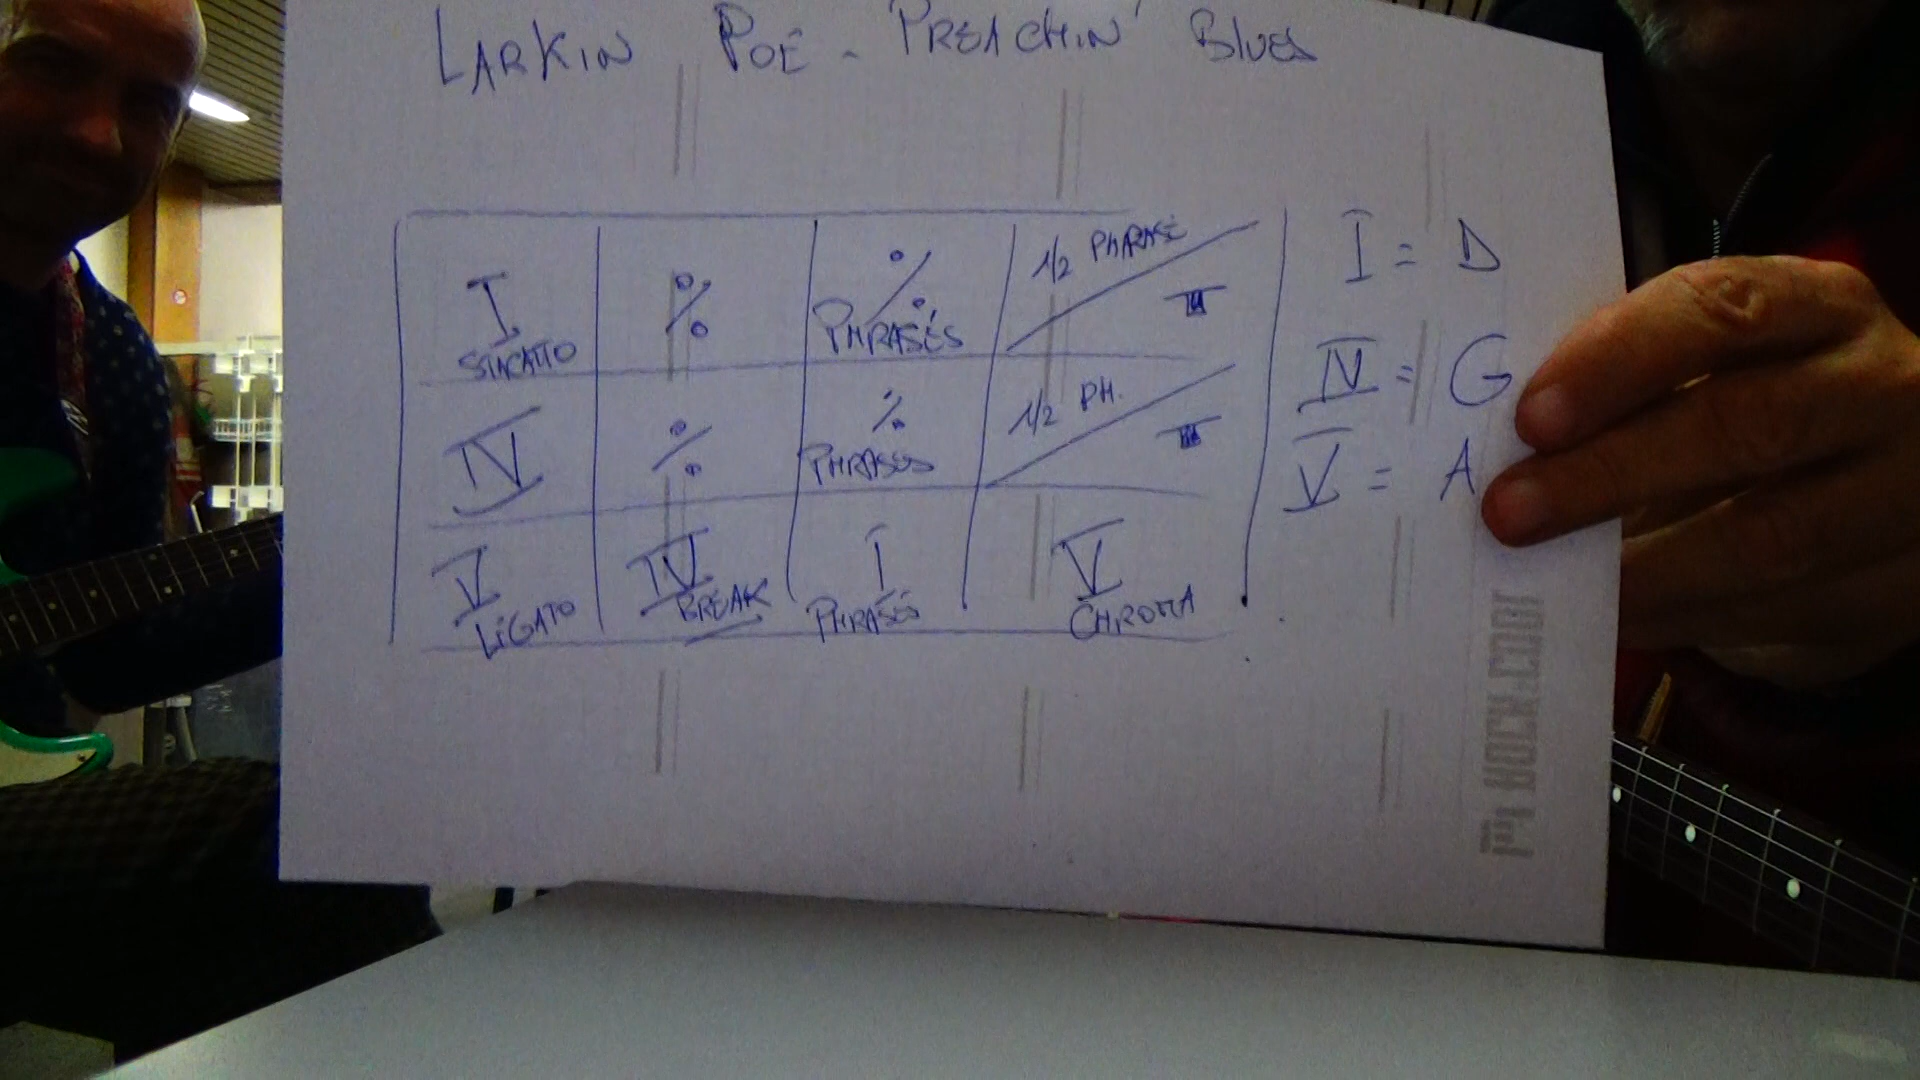 LARKIN POE - 'PREACHIN' BLUES
I % % 1/2 PHRASE
STACATTO PHRASES III
I = D
IV % % 1/2 PH.
PHRASES III
IV = G
V IV I V
LIGATO BREAK PHRASES CHROMA
V = A